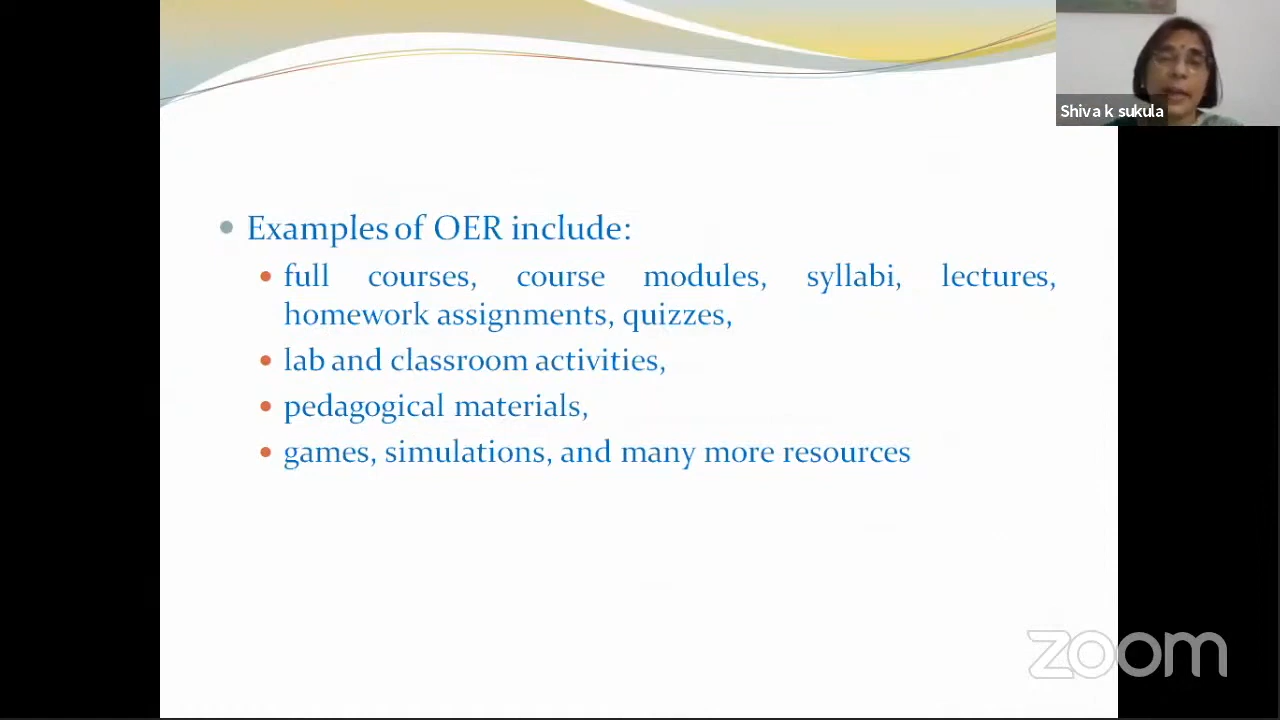 Shiva k sukula
Examples of OER include:
full courses, course modules, syllabi, lectures,
homework assignments, quizzes,
lab and classroom activities,
pedagogical materials,
games, simulations, and many more resources
zoom